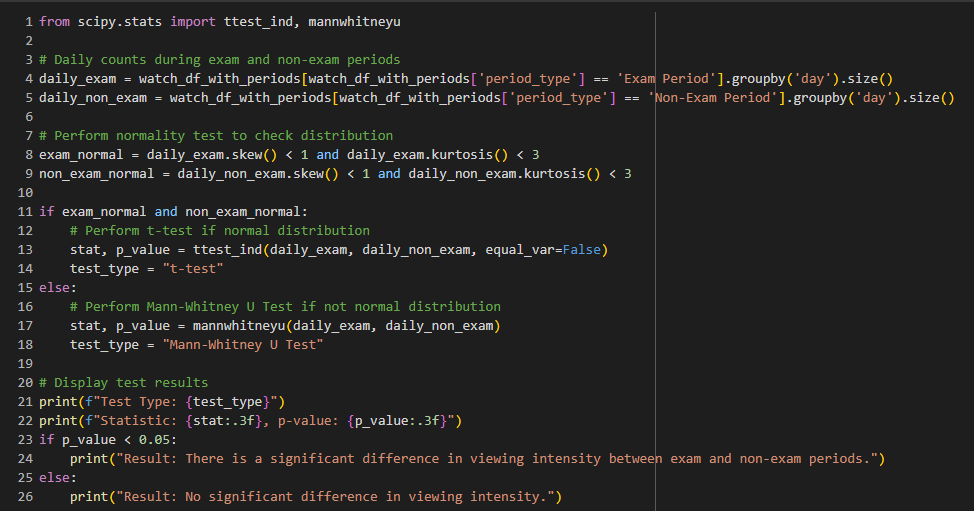 1 from scipy.stats import ttest_ind, mannwhitneyu
2
3 # Daily counts during exam and non-exam periods
4 daily_exam = watch_df_with_periods[watch_df_with_periods['period_type'] == 'Exam Period'].groupby('day').size()
5 daily_non_exam = watch_df_with_periods[watch_df_with_periods['period_type'] == 'Non-Exam Period'].groupby('day').size()
6
7 # Perform normality test to check distribution
8 exam_normal = daily_exam.skew() < 1 and daily_exam.kurtosis() < 3
9 non_exam_normal = daily_non_exam.skew() < 1 and daily_non_exam.kurtosis() < 3
10
11 if exam_normal and non_exam_normal:
12     # Perform t-test if normal distribution
13     stat, p_value = ttest_ind(daily_exam, daily_non_exam, equal_var=False)
14     test_type = "t-test"
15 else:
16     # Perform Mann-Whitney U Test if not normal distribution
17     stat, p_value = mannwhitneyu(daily_exam, daily_non_exam)
18     test_type = "Mann-Whitney U Test"
19
20 # Display test results
21 print(f"Test Type: {test_type}")
22 print(f"Statistic: {stat:.3f}, p-value: {p_value:.3f}")
23 if p_value < 0.05:
24     print("Result: There is a significant difference in viewing intensity between exam and non-exam periods.")
25 else:
26     print("Result: No significant difference in viewing intensity.")